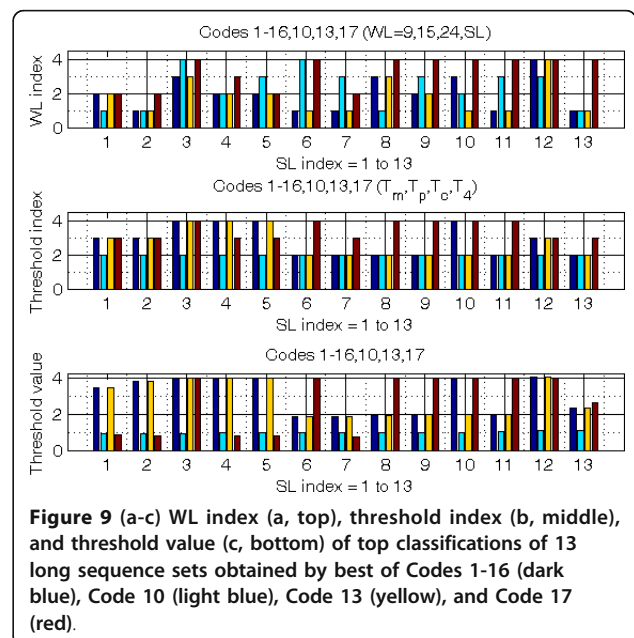 Codes 1-16,10,13,17 (WL=9,15,24,SL)
WL index
4
2
0
1 2 3 4 5 6 7 8 9 10 11 12 13
SL index = 1 to 13
Codes 1-16,10,13,17 (Tm,Tp,Tc,T4)
Threshold index
4
2
0
1 2 3 4 5 6 7 8 9 10 11 12 13
SL index = 1 to 13
Codes 1-16,10,13,17
Threshold value
4
2
0
1 2 3 4 5 6 7 8 9 10 11 12 13
SL index = 1 to 13
Figure 9 (a-c) WL index (a, top), threshold index (b, middle),
and threshold value (c, bottom) of top classifications of 13
long sequence sets obtained by best of Codes 1-16 (dark
blue), Code 10 (light blue), Code 13 (yellow), and Code 17
(red).